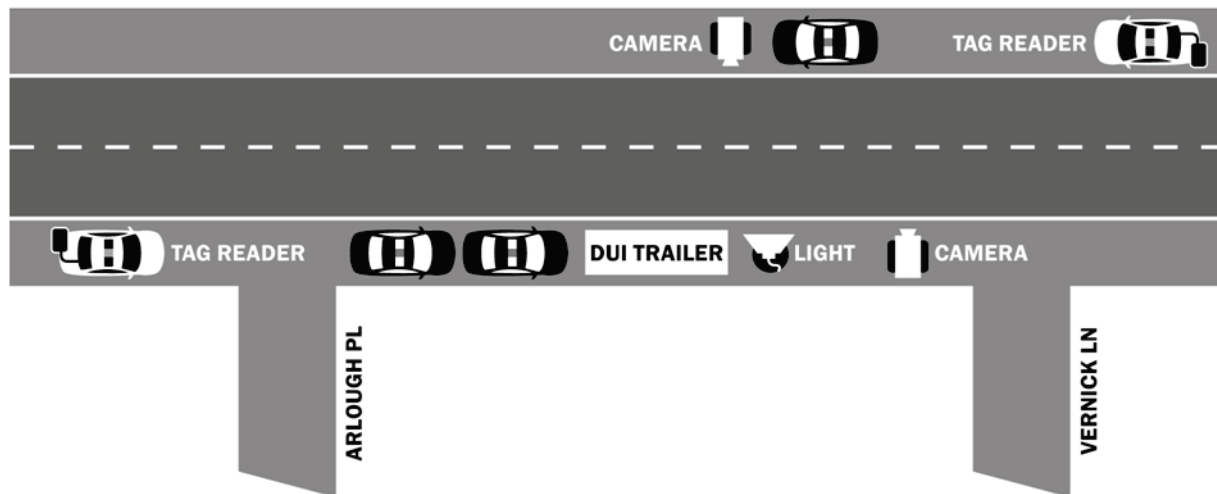 CAMERA
TAG READER
TAG READER
DUI TRAILER
LIGHT
CAMERA
ARLOUGH PL
VERNICK LN